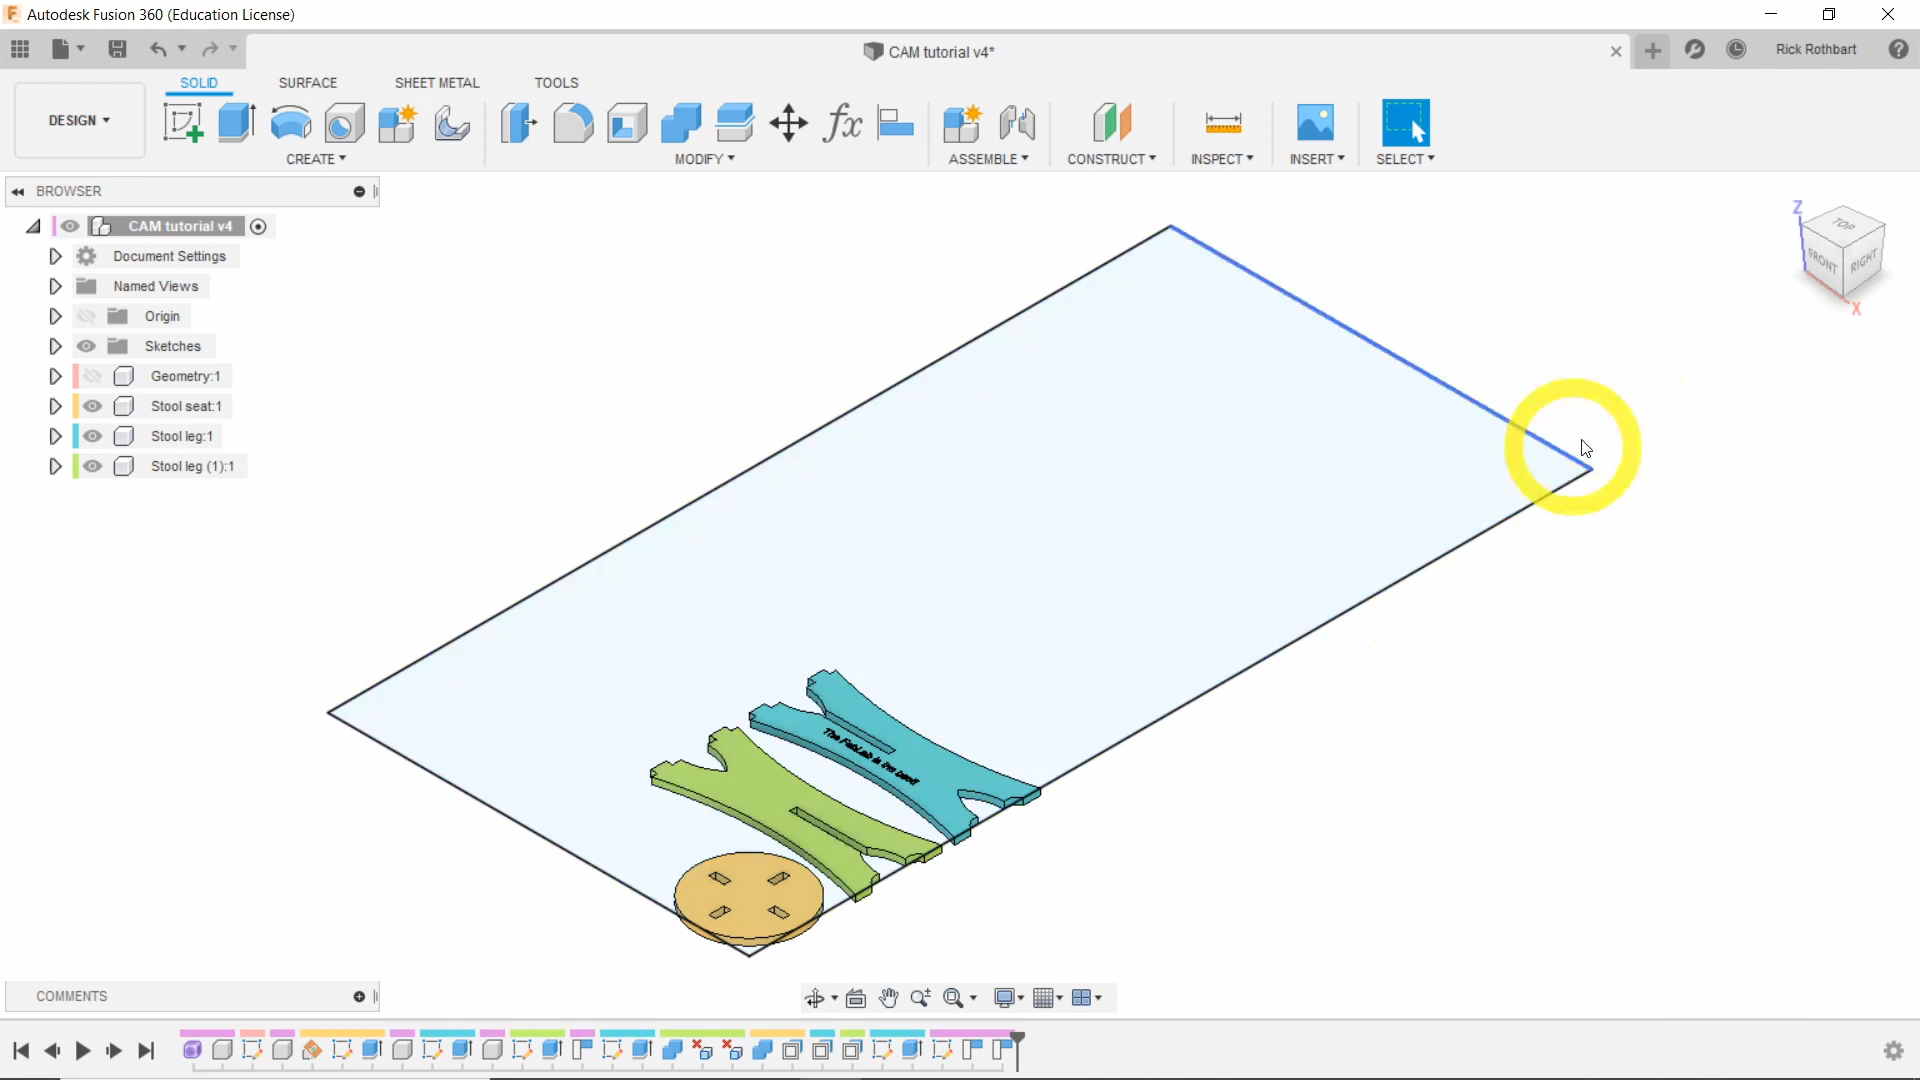 Autodesk Fusion 360 (Education License)
CAM tutorial v4*
Rick Rothbart
SOLID SURFACE SHEET METAL TOOLS
DESIGN
CREATE MODIFY ASSEMBLE CONSTRUCT INSPECT INSERT SELECT
BROWSER
CAM tutorial v4
Document Settings
Named Views
Origin
Sketches
Geometry:1
Stool seat:1
Stool leg:1
Stool leg (1):1
Z
TOP
FRONT RIGHT
X
COMMENTS